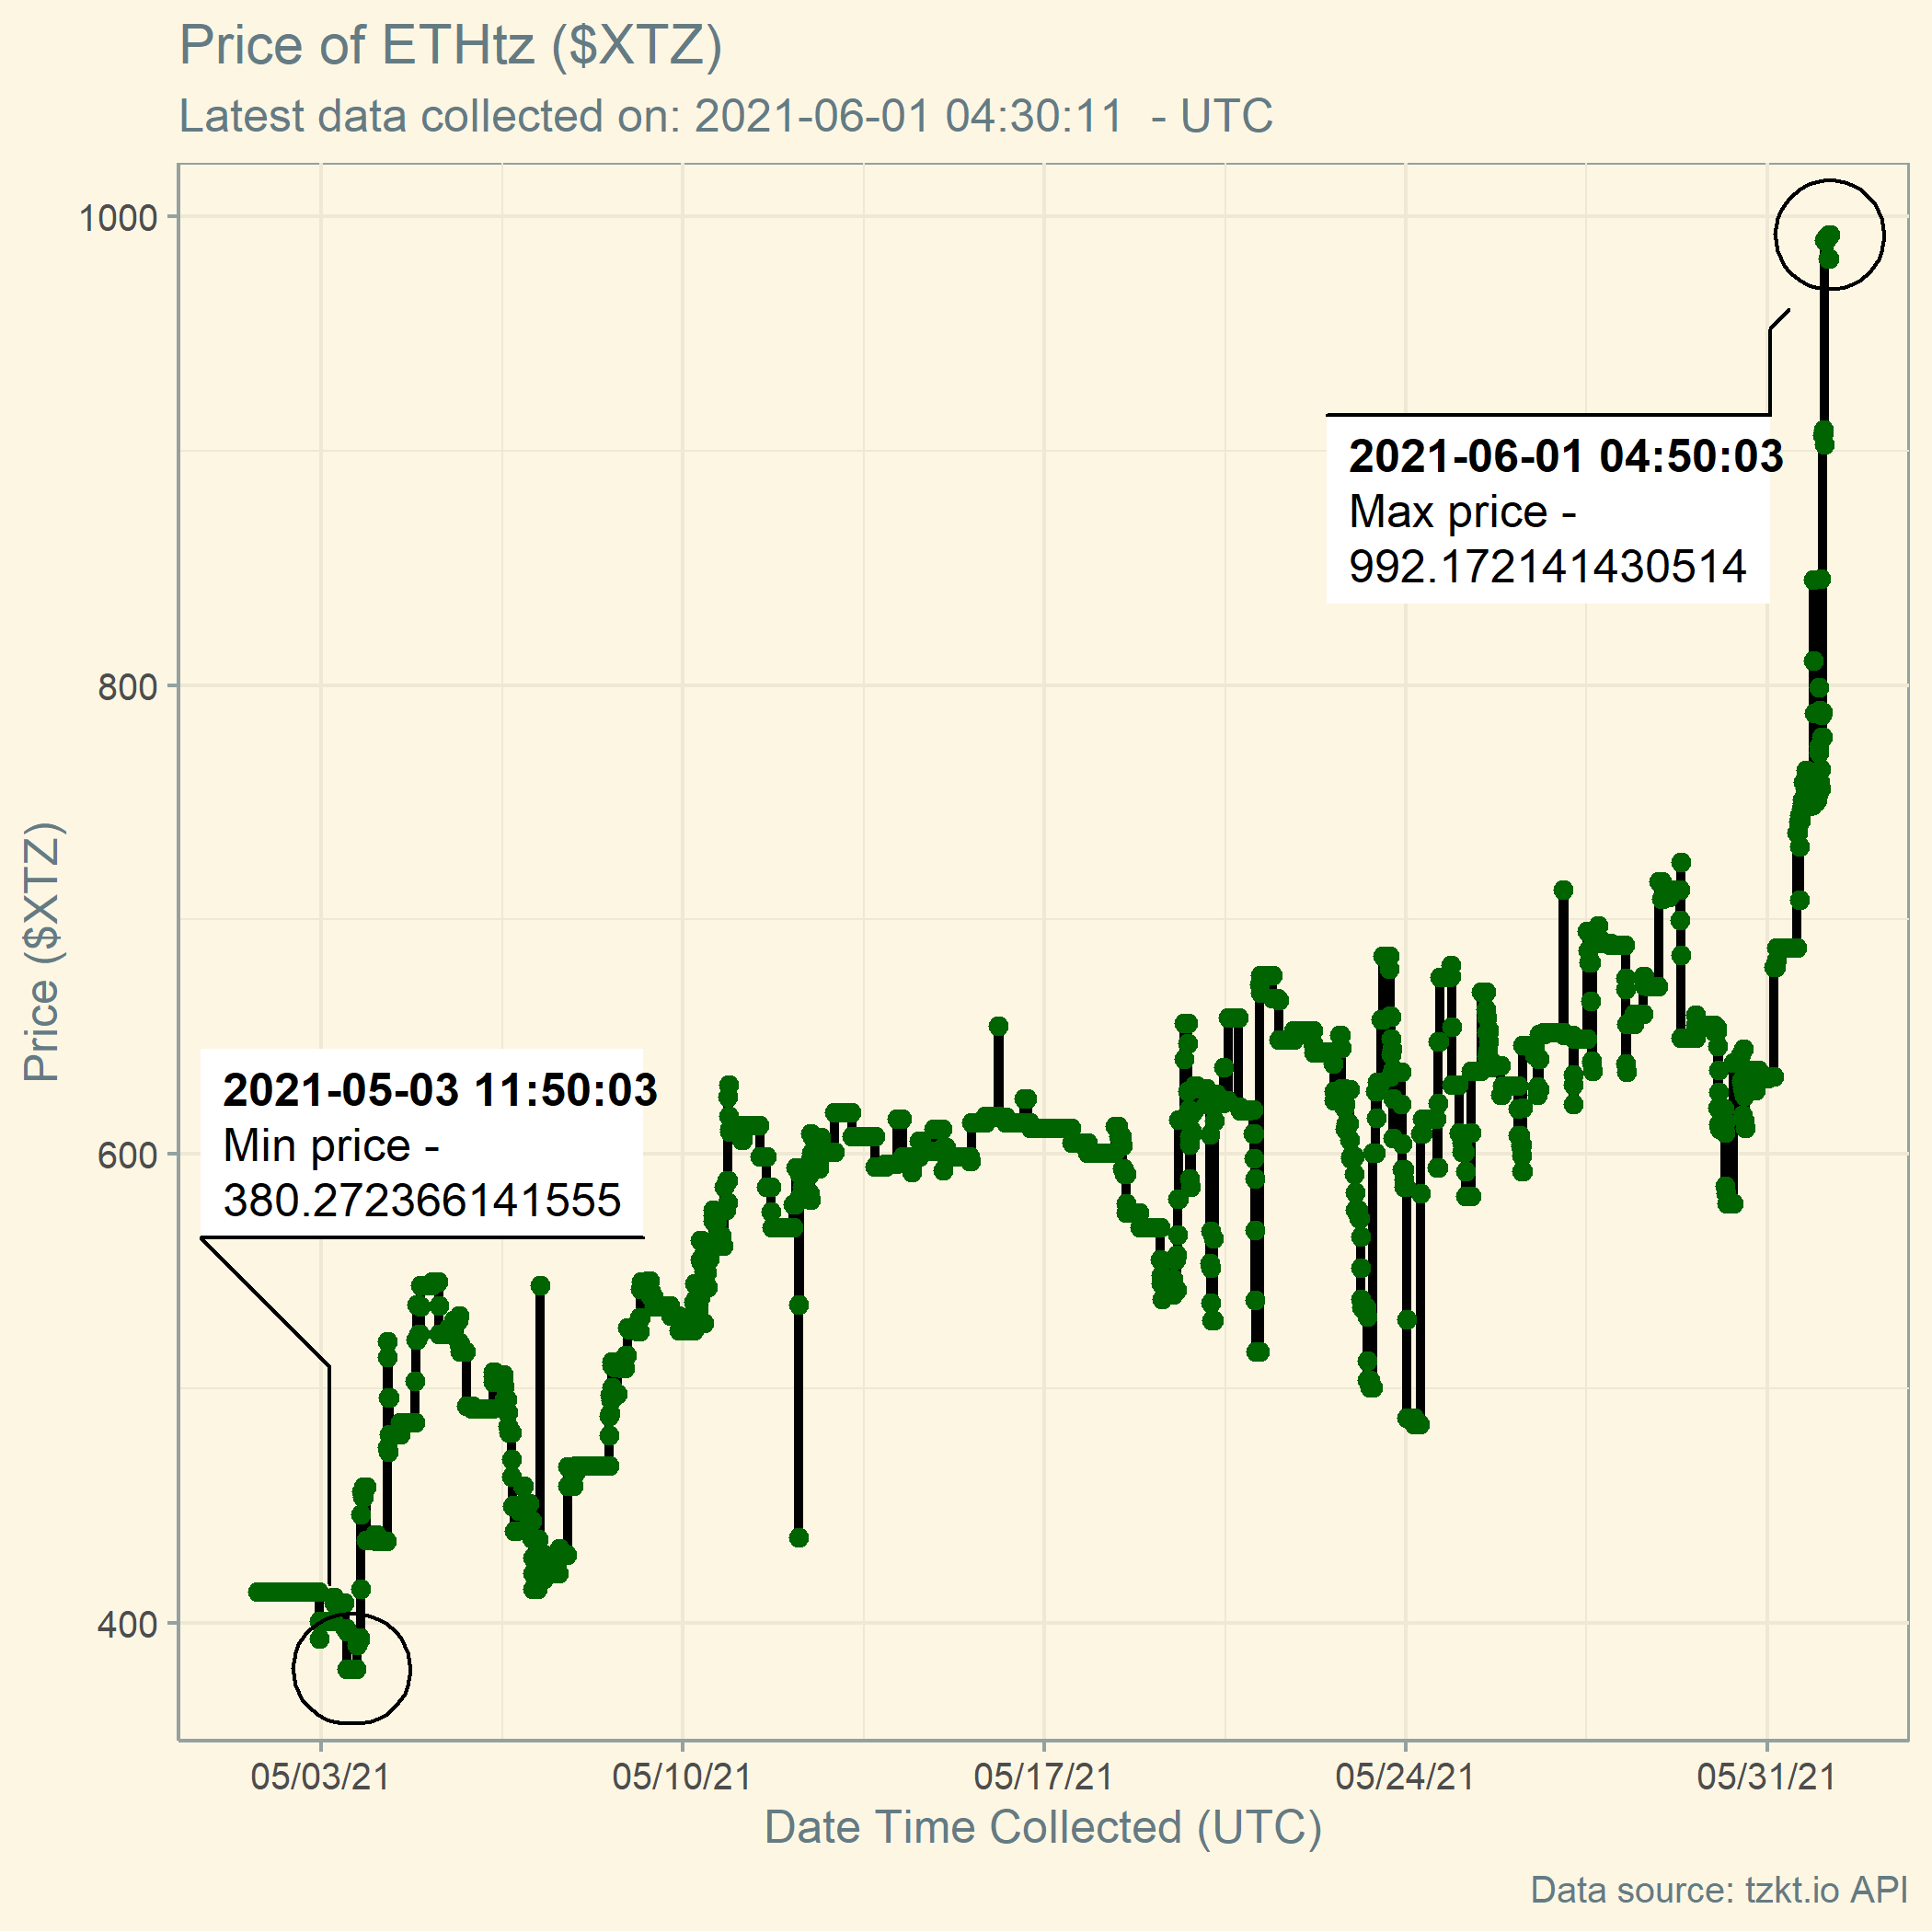 Price of ETHtz ($XTZ)
Latest data collected on: 2021-06-01 04:30:11  - UTC
1000
800
600
400
Price ($XTZ)
2021-06-01 04:50:03
Max price -
992.172141430514
2021-05-03 11:50:03
Min price -
380.272366141555
05/03/21
05/10/21
05/17/21
05/24/21
05/31/21
Date Time Collected (UTC)
Data source: tzkt.io API